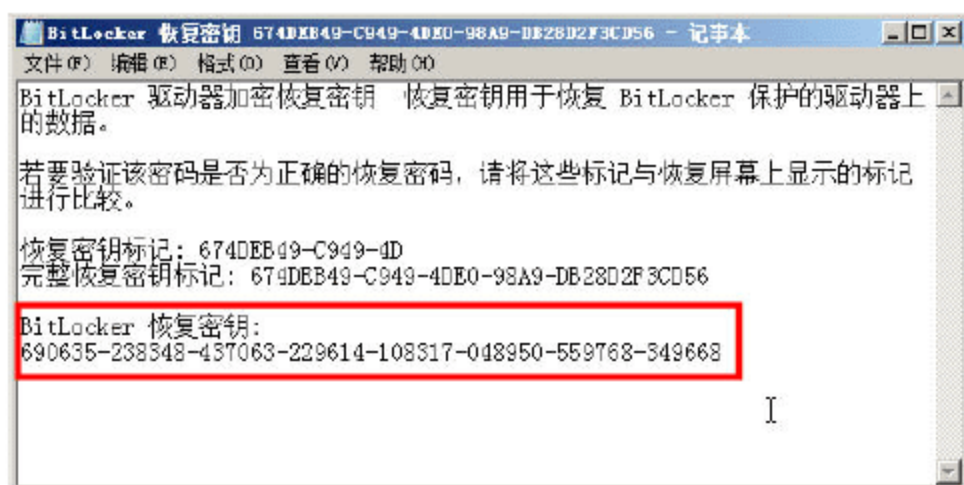 BitLocker 恢复密钥 674DEB49-C949-4DE0-98A9-DB28D2F3CD56 - 记事本
文件(F) 编辑(E) 格式(O) 查看(V) 帮助(H)
BitLocker 驱动器加密恢复密钥 恢复密钥用于恢复 BitLocker 保护的驱动器上
的数据。
若要验证该密码是否为正确的恢复密码，请将这些标记与恢复屏幕上显示的标记
进行比较。
恢复密钥标记: 674DEB49-C949-4D
完整恢复密钥标记: 674DEB49-C949-4DE0-98A9-DB28D2F3CD56
BitLocker 恢复密钥:
690635-238348-437063-229614-108317-048950-559768-349668